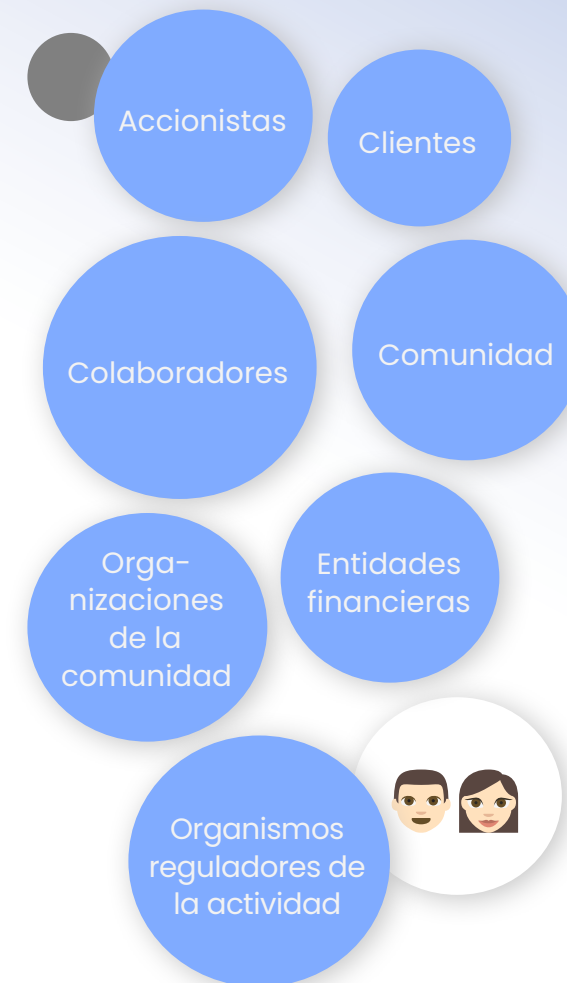 Accionistas
Clientes
Colaboradores
Comunidad
Orga-
nizaciones
de la
comunidad
Entidades
financieras
Organismos
reguladores de
la actividad